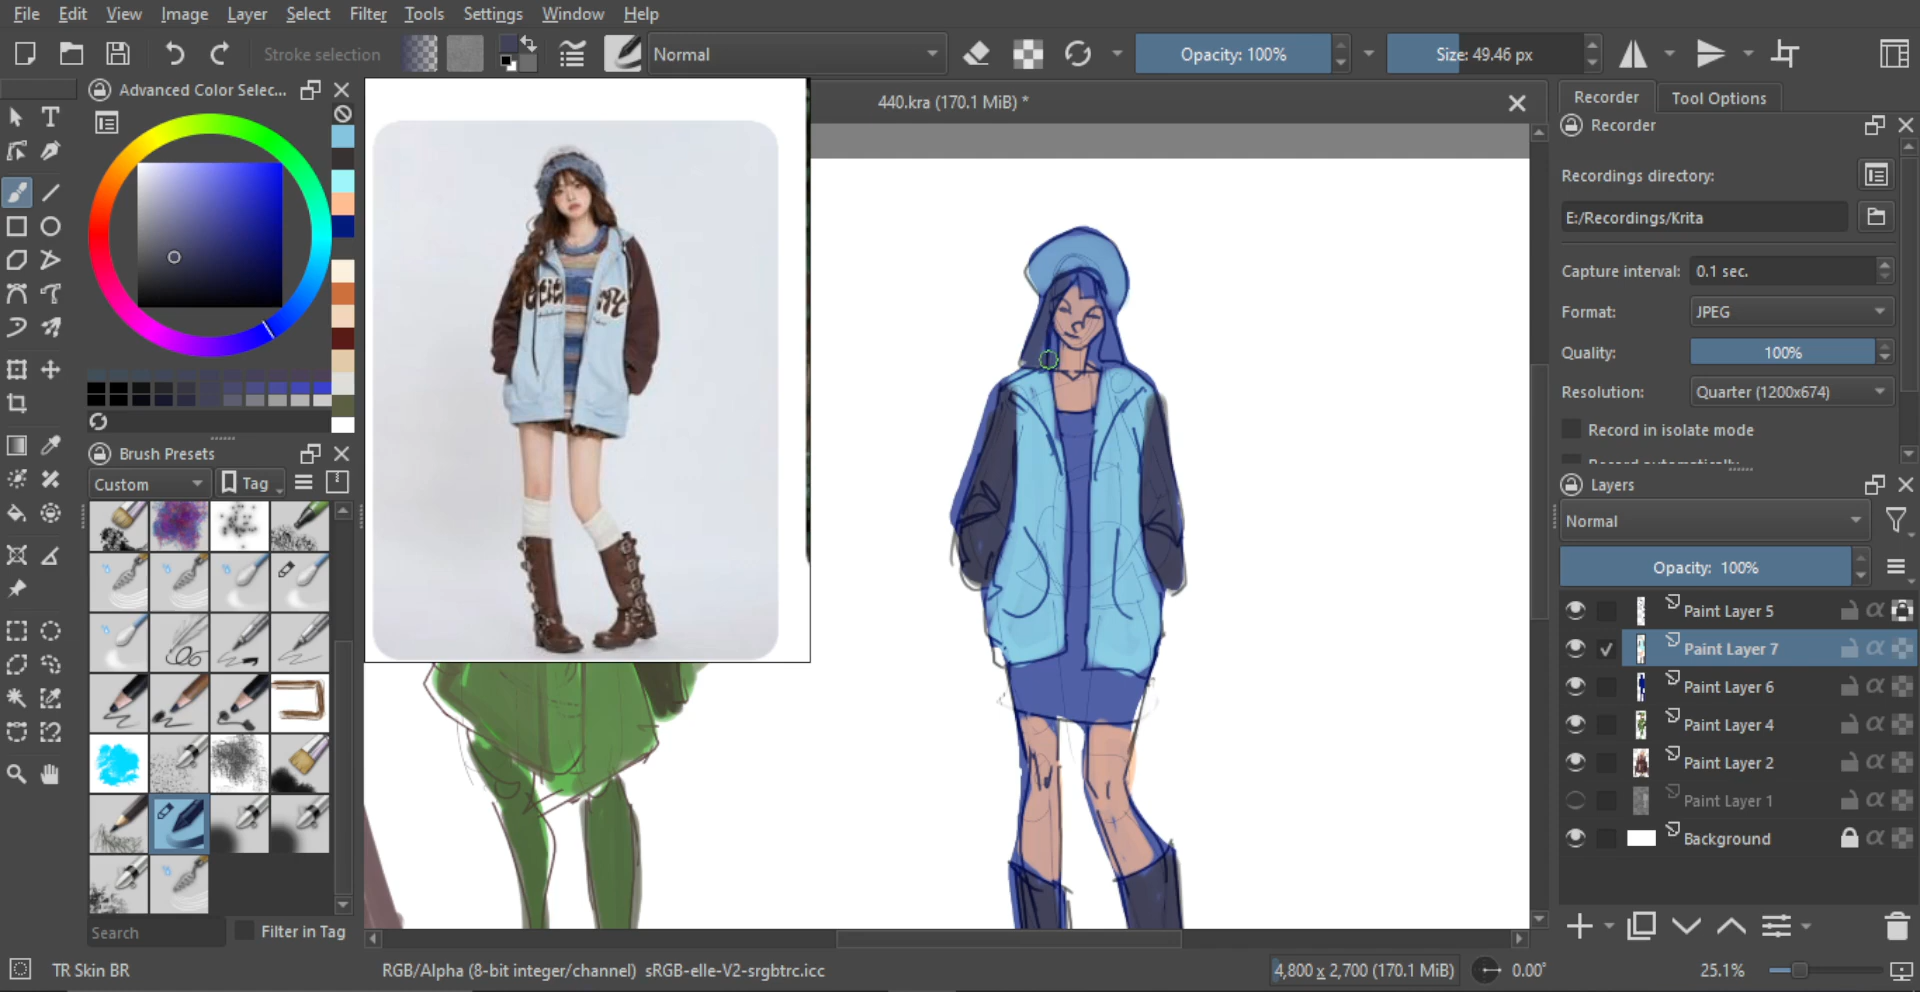 File Edit View Image Layer Select Filter Tools Settings Window Help
Stroke selection
Normal
Opacity: 100%
Size: 49.46 px
Advanced Color Selec...
440.kra (170.1 MiB) *
Recorder
Tool Options
Recorder
Recordings directory:
E:/Recordings/Krita
Capture interval: 0.1 sec.
Format: JPEG
Quality: 100%
Resolution: Quarter (1200x674)
Record in isolate mode
Brush Presets
Custom
Tag
Layers
Normal
Opacity: 100%
Paint Layer 5
Paint Layer 7
Paint Layer 6
Paint Layer 4
Paint Layer 2
Paint Layer 1
Background
Search
Filter in Tag
TR Skin BR
RGB/Alpha (8-bit integer/channel) sRGB-elle-V2-srgbtrc.icc
4,800 x 2,700 (170.1 MiB)
0.00°
25.1%